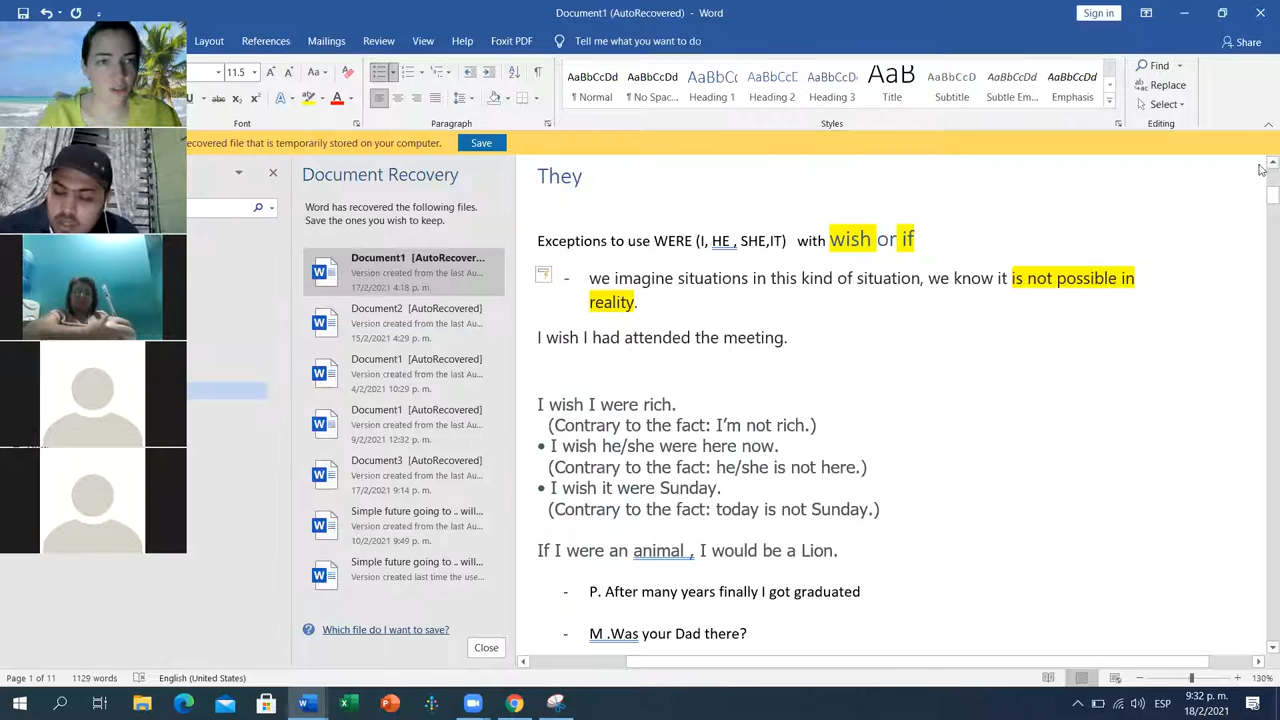 Document1 (AutoRecovered) - Word
Sign in
Layout References Mailings Review View Help Foxit PDF Tell me what you want to do
Share
11.5
AaBbCcDd AaBbCcDd AaBbC( AaBbCcD AaBbCcD AaB AaBbCcD AaBbCcDd AaBbCcDd
¶ Normal ¶ No Spac... Heading 1 Heading 2 Heading 3 Title Subtitle Subtle Em... Emphasis
Find
Replace
Select
Font Paragraph Styles Editing
ecovered file that is temporarily stored on your computer. Save
Document Recovery
Word has recovered the following files.
Save the ones you wish to keep.
Document1 [AutoRecover...
Version created from the last Au...
17/2/2021 4:18 p. m.
Document2 [AutoRecovered]
Version created from the last Au...
15/2/2021 4:29 p. m.
Document1 [AutoRecovered]
Version created from the last Au...
4/2/2021 10:29 p. m.
Document1 [AutoRecovered]
Version created from the last Au...
9/2/2021 12:32 p. m.
Document3 [AutoRecovered]
Version created from the last Au...
17/2/2021 9:14 p. m.
Simple future going to .. will...
Version created from the last Au...
10/2/2021 9:49 p. m.
Simple future going to .. will...
Version created last time the use...
Which file do I want to save?
Close
They
Exceptions to use WERE (I, HE , SHE,IT) with wish or if
- we imagine situations in this kind of situation, we know it is not possible in
reality.
I wish I had attended the meeting.
I wish I were rich.
(Contrary to the fact: I’m not rich.)
• I wish he/she were here now.
(Contrary to the fact: he/she is not here.)
• I wish it were Sunday.
(Contrary to the fact: today is not Sunday.)
If I were an animal , I would be a Lion.
- P. After many years finally I got graduated
- M .Was your Dad there?
Page 1 of 11 1129 words English (United States) 130%
ESP
9:32 p. m.
18/2/2021